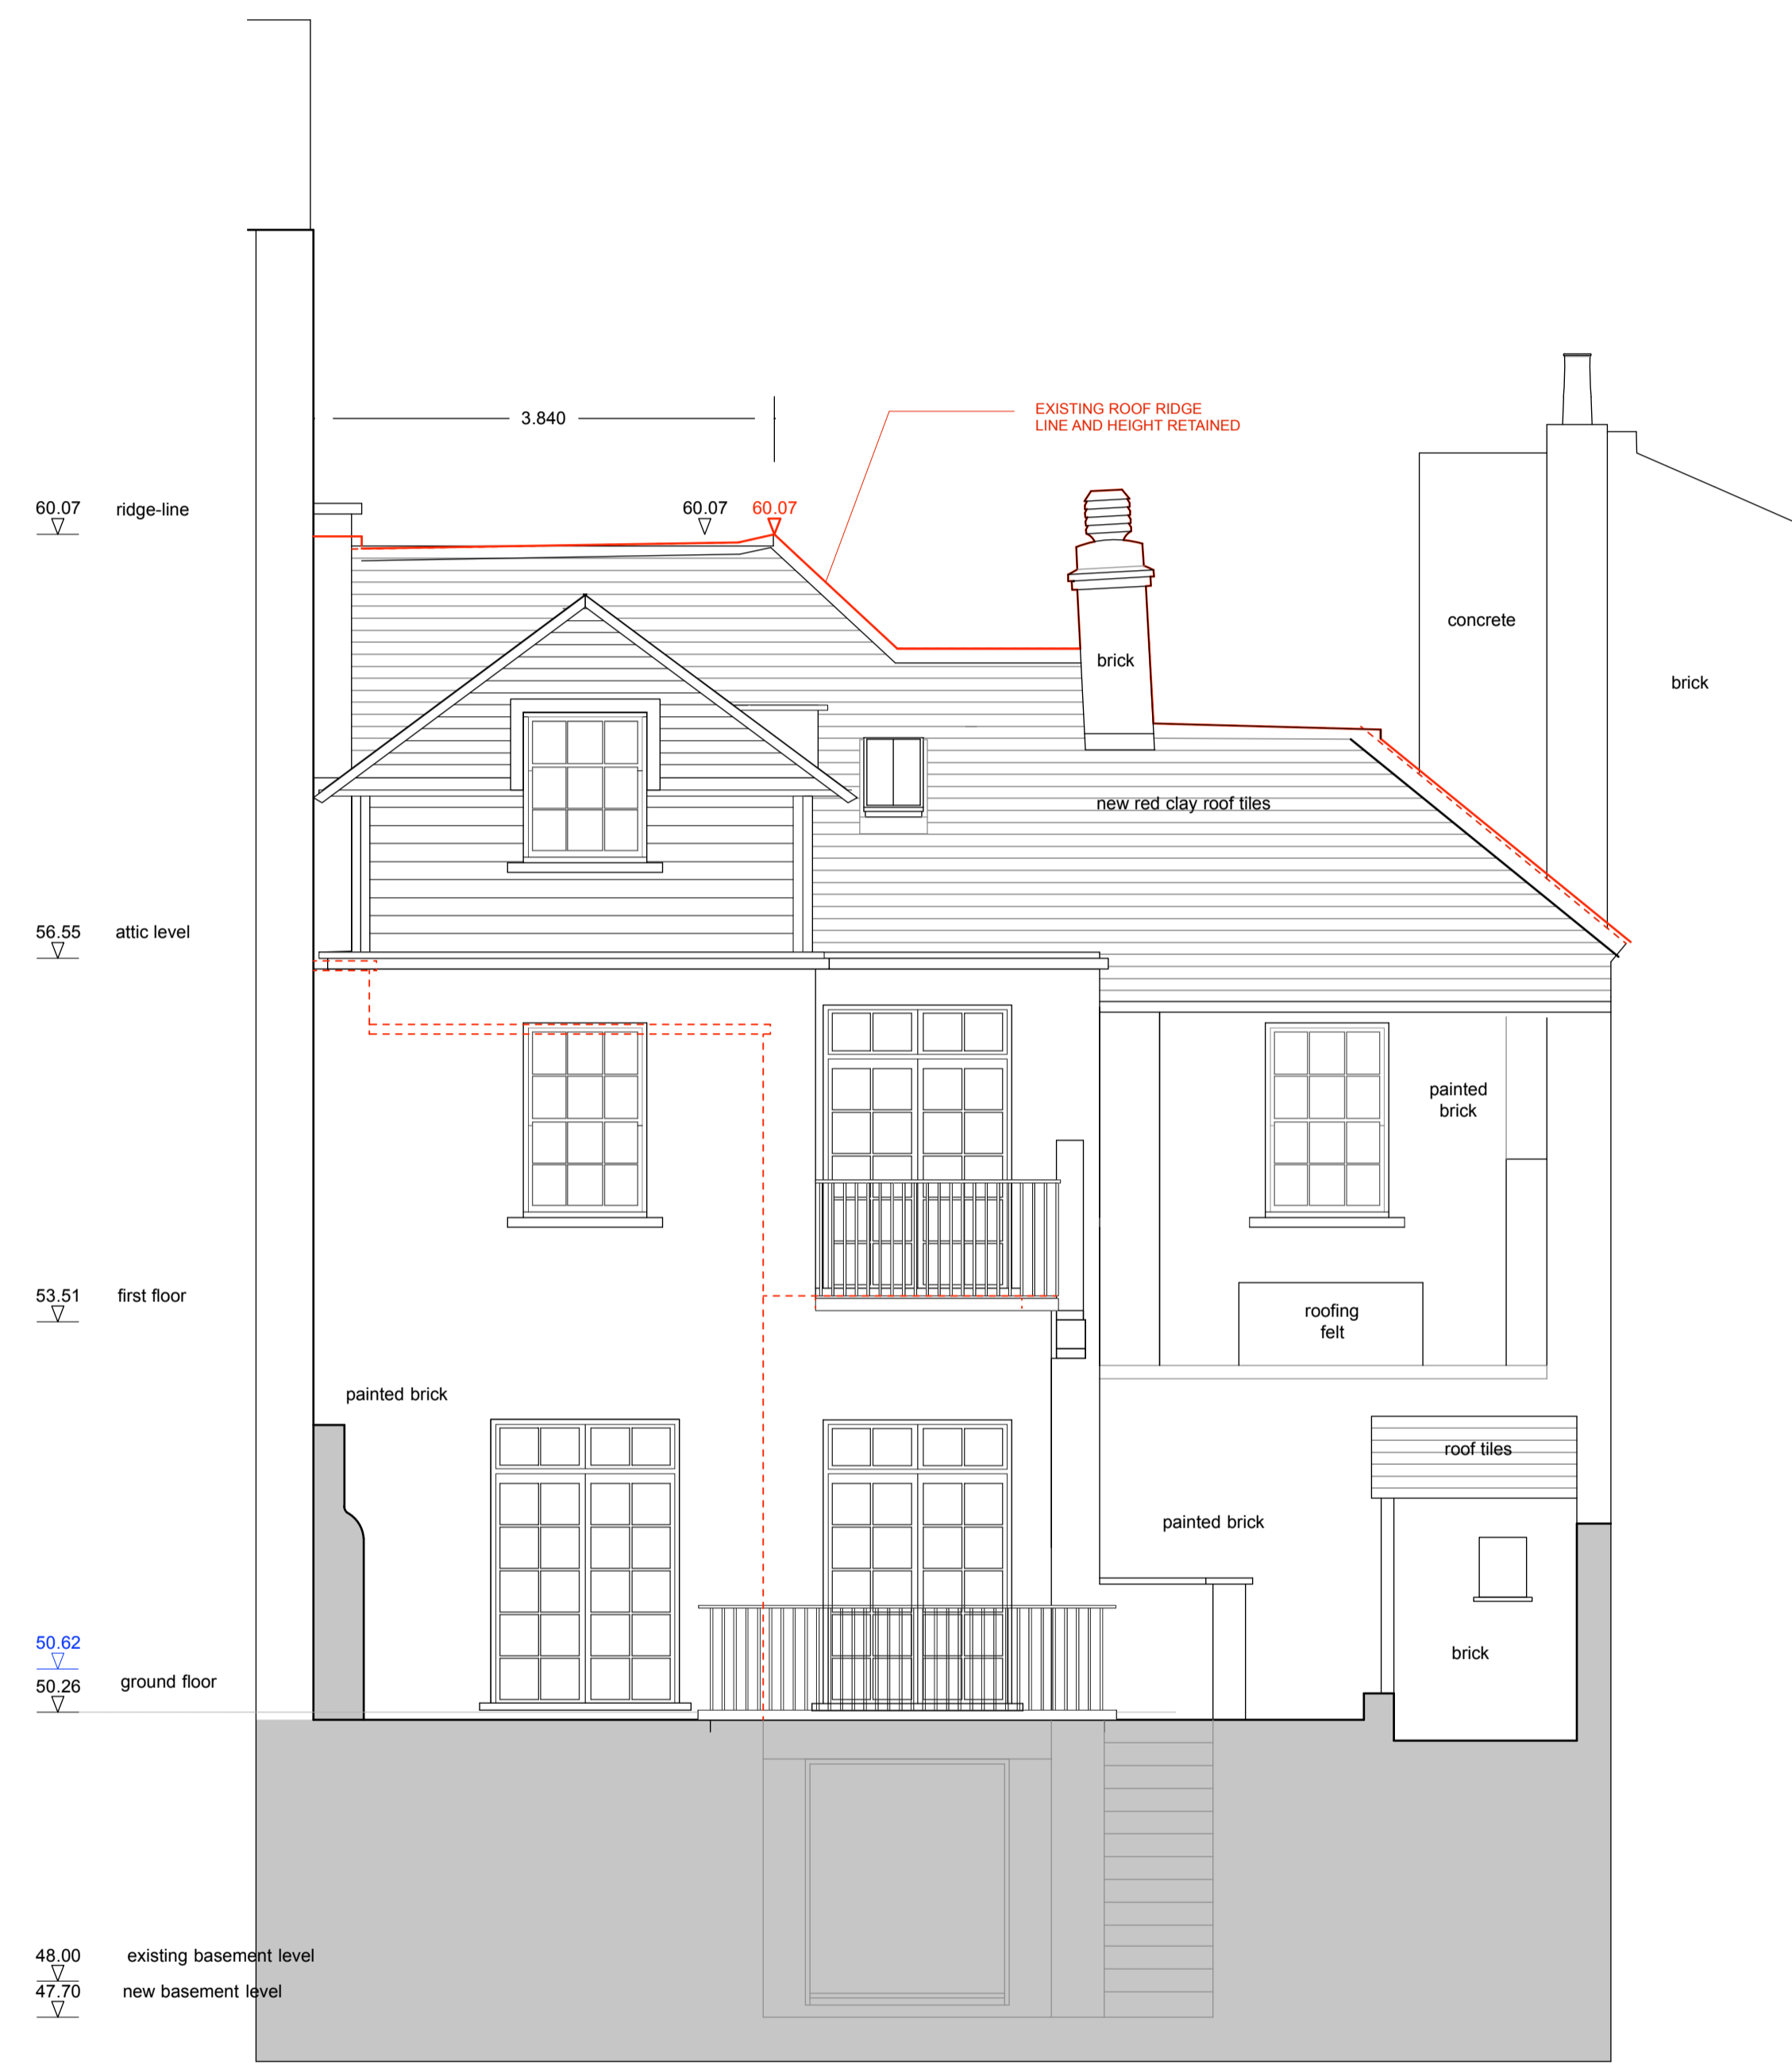 3.840
EXISTING ROOF RIDGE
LINE AND HEIGHT RETAINED
60.07 ridge-line
60.07
60.07
concrete
brick
brick
new red clay roof tiles
56.55 attic level
painted
brick
53.51 first floor
roofing
felt
painted brick
roof tiles
painted brick
50.62
brick
ground floor
50.26
48.00 existing basement level
47.70 new basement level